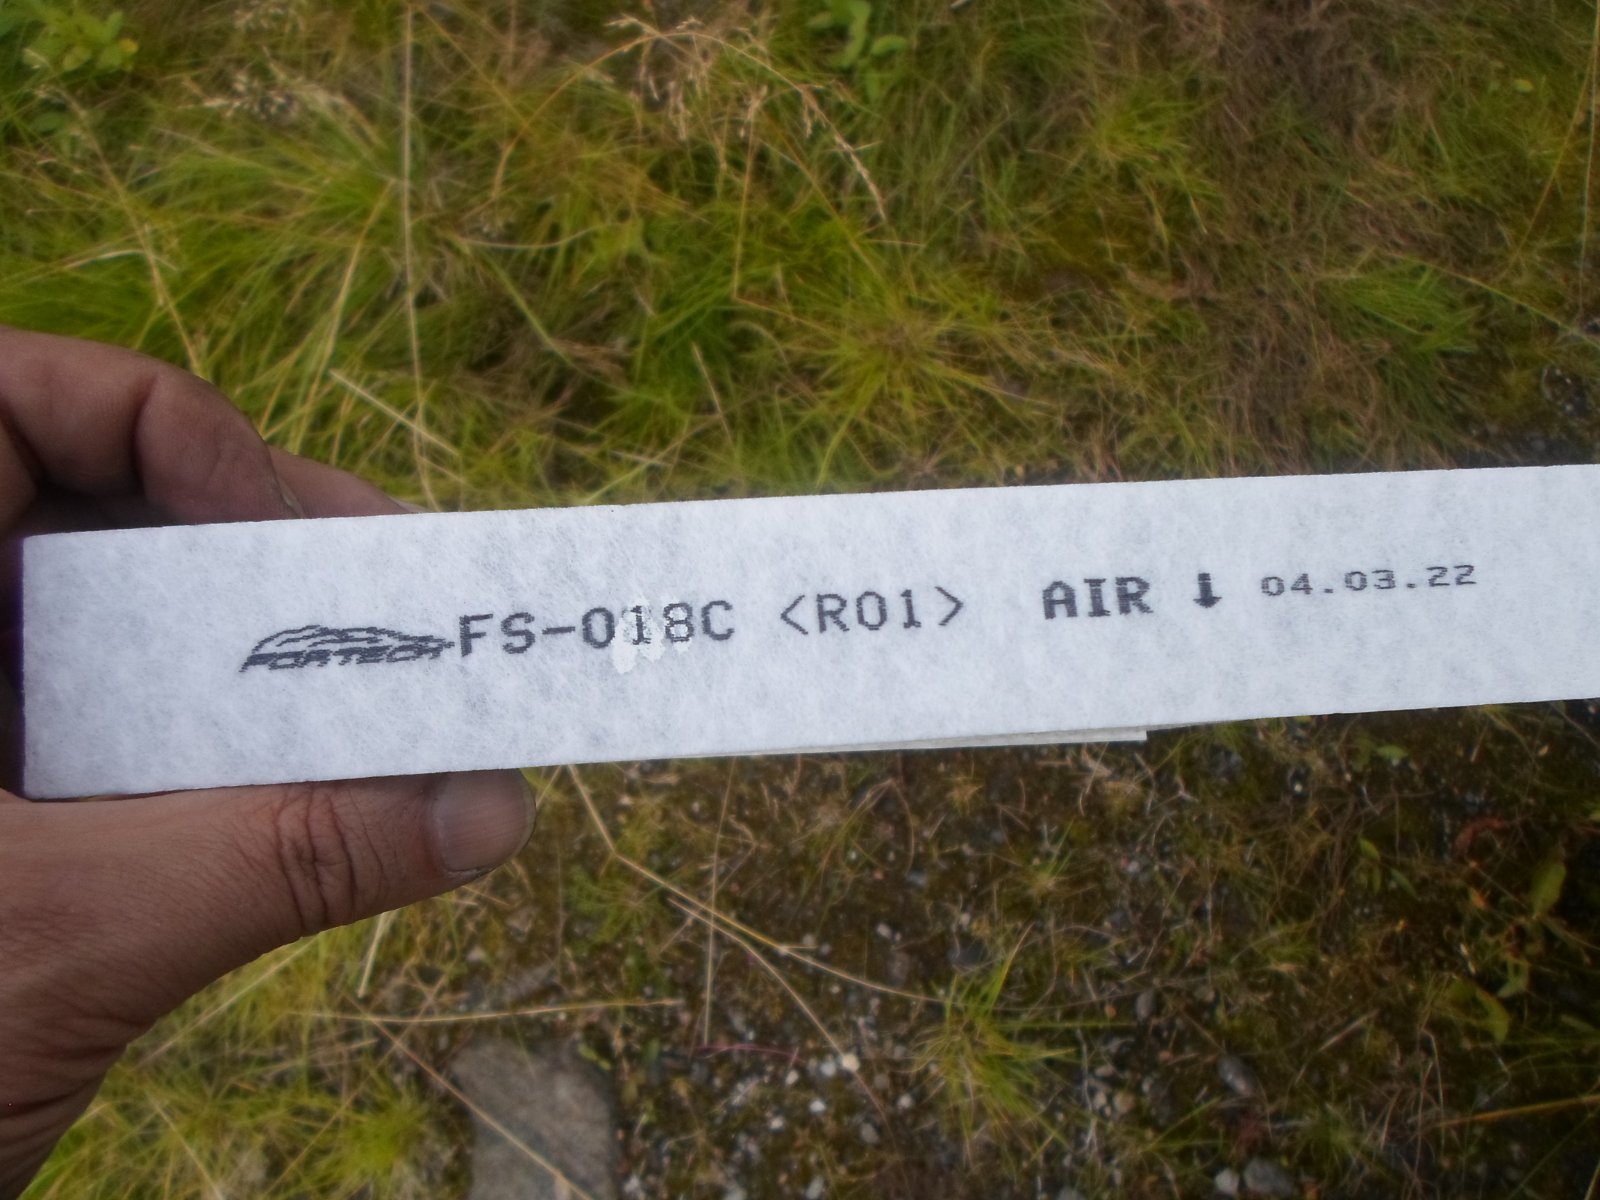 FORTECH FS-018C <R01> AIR ⬇ 04.03.22